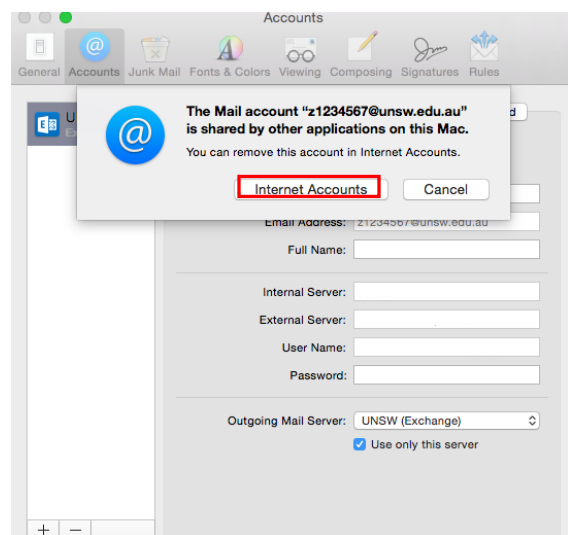 Accounts
General Accounts Junk Mail Fonts & Colors Viewing Composing Signatures Rules
The Mail account “z1234567@unsw.edu.au”
is shared by other applications on this Mac.
You can remove this account in Internet Accounts.
Internet Accounts Cancel
Email Address: z1234567@unsw.edu.au
Full Name:
Internal Server:
External Server:
User Name:
Password:
Outgoing Mail Server: UNSW (Exchange)
Use only this server
+ −